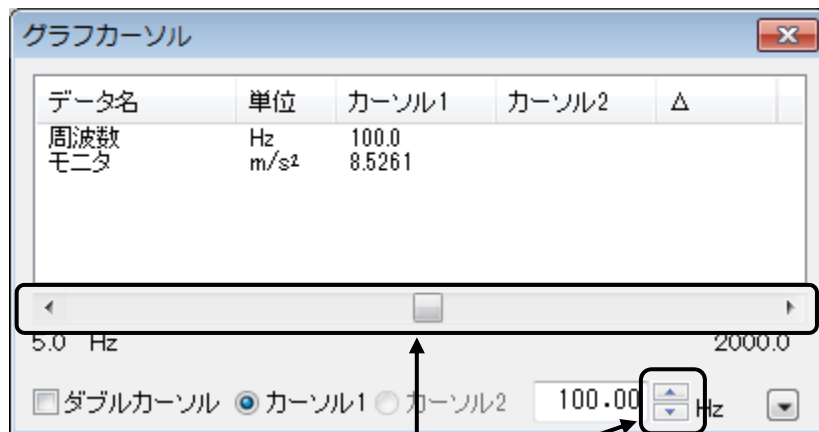 グラフカーソル
データ名 単位 カーソル1 カーソル2 Δ
周波数 Hz 100.0
モニタ m/s² 8.5261
5.0 Hz 2000.0
ダブルカーソル カーソル1 カーソル2 100.00 Hz